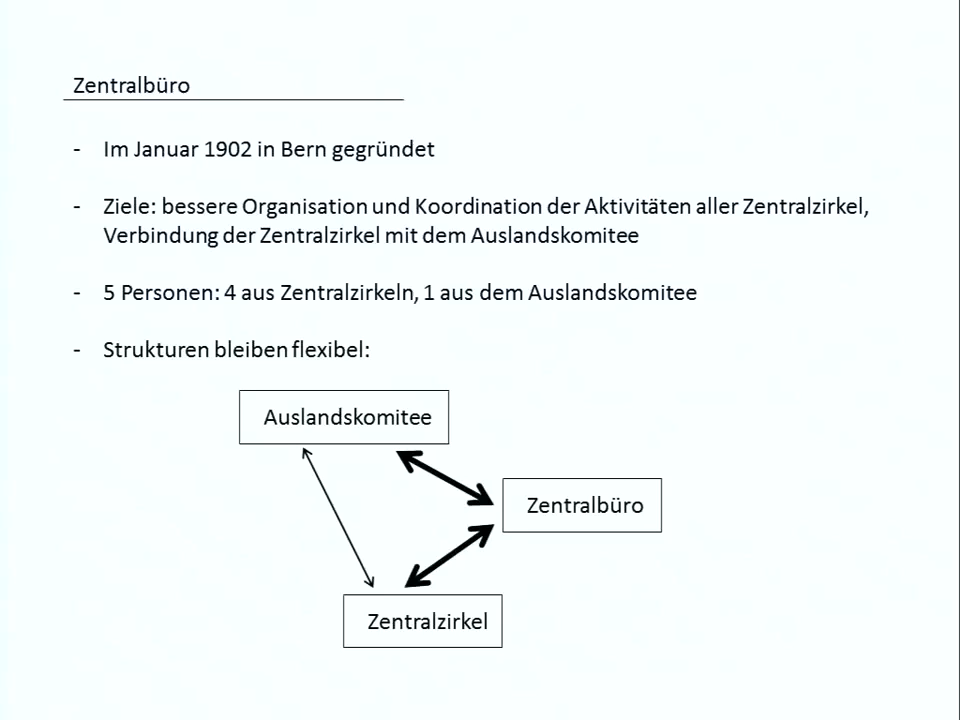 Zentralbüro
- Im Januar 1902 in Bern gegründet
- Ziele: bessere Organisation und Koordination der Aktivitäten aller Zentralzirkel,
Verbindung der Zentralzirkel mit dem Auslandskomitee
- 5 Personen: 4 aus Zentralzirkeln, 1 aus dem Auslandskomitee
- Strukturen bleiben flexibel:
Auslandskomitee
Zentralbüro
Zentralzirkel